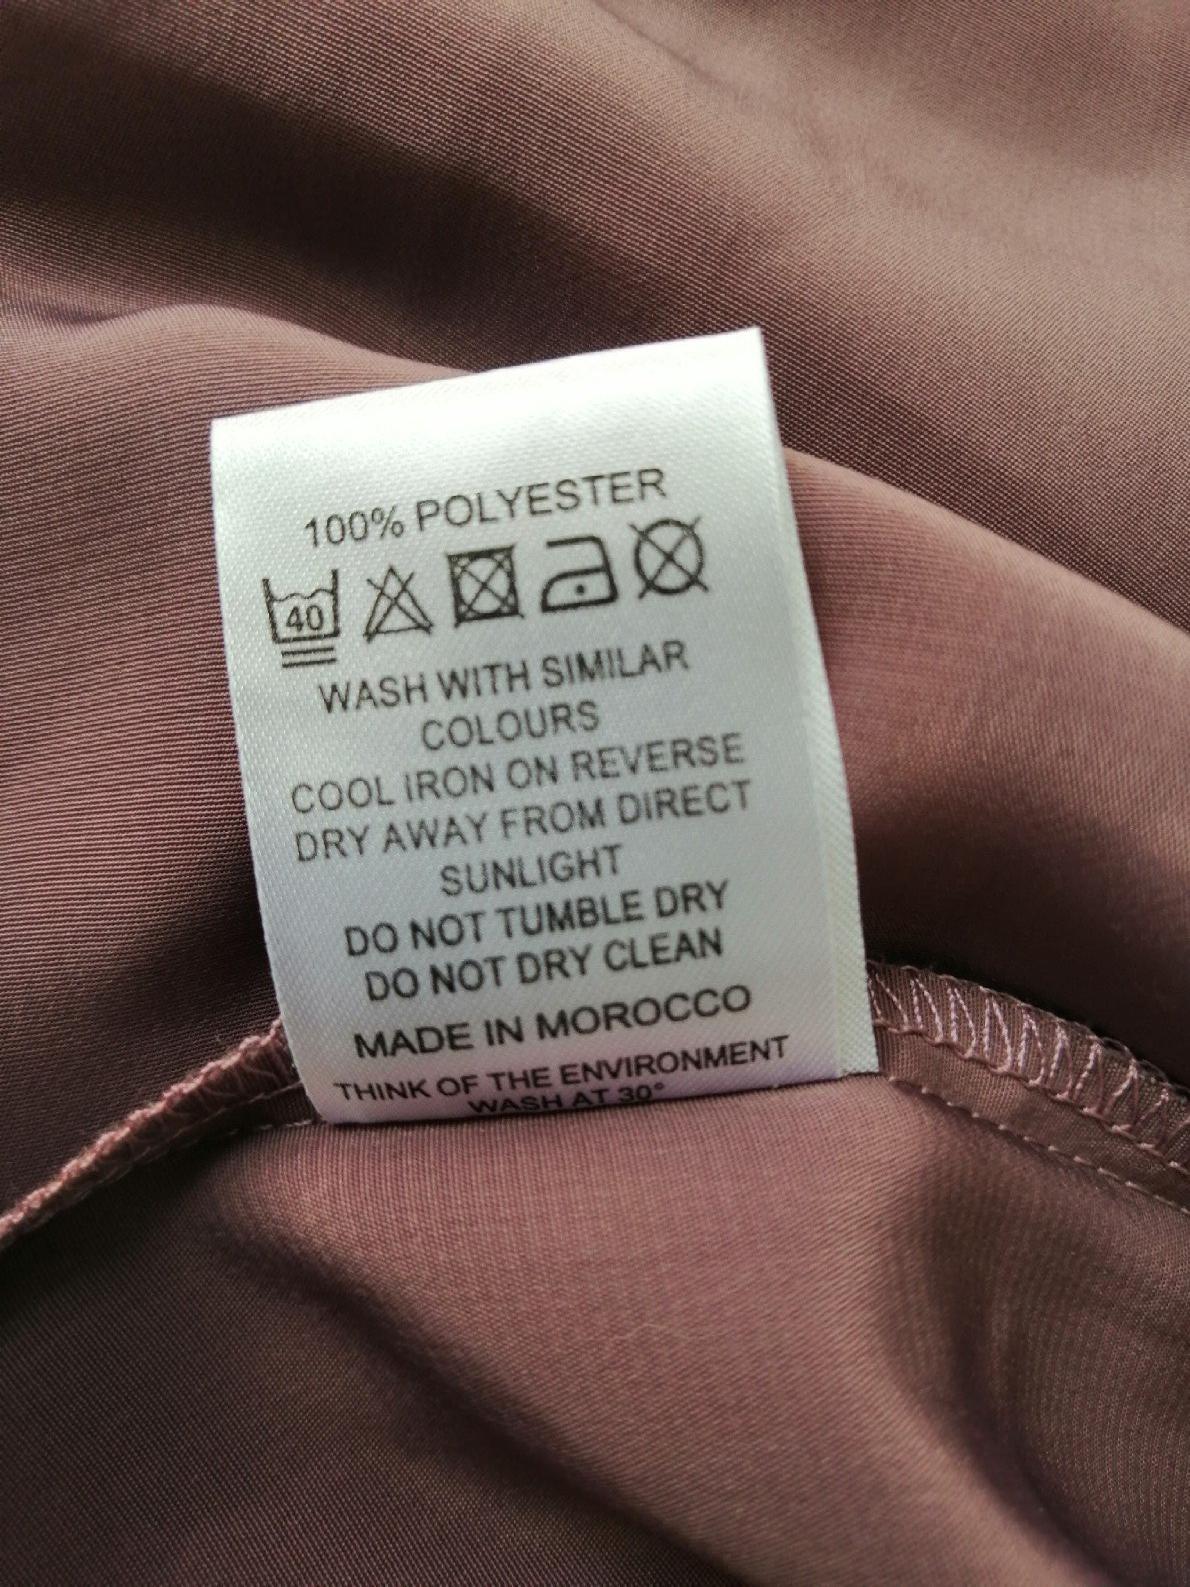 100% POLYESTER
40
WASH WITH SIMILAR
COLOURS
COOL IRON ON REVERSE
DRY AWAY FROM DIRECT
SUNLIGHT
DO NOT TUMBLE DRY
DO NOT DRY CLEAN
MADE IN MOROCCO
THINK OF THE ENVIRONMENT
WASH AT 30°